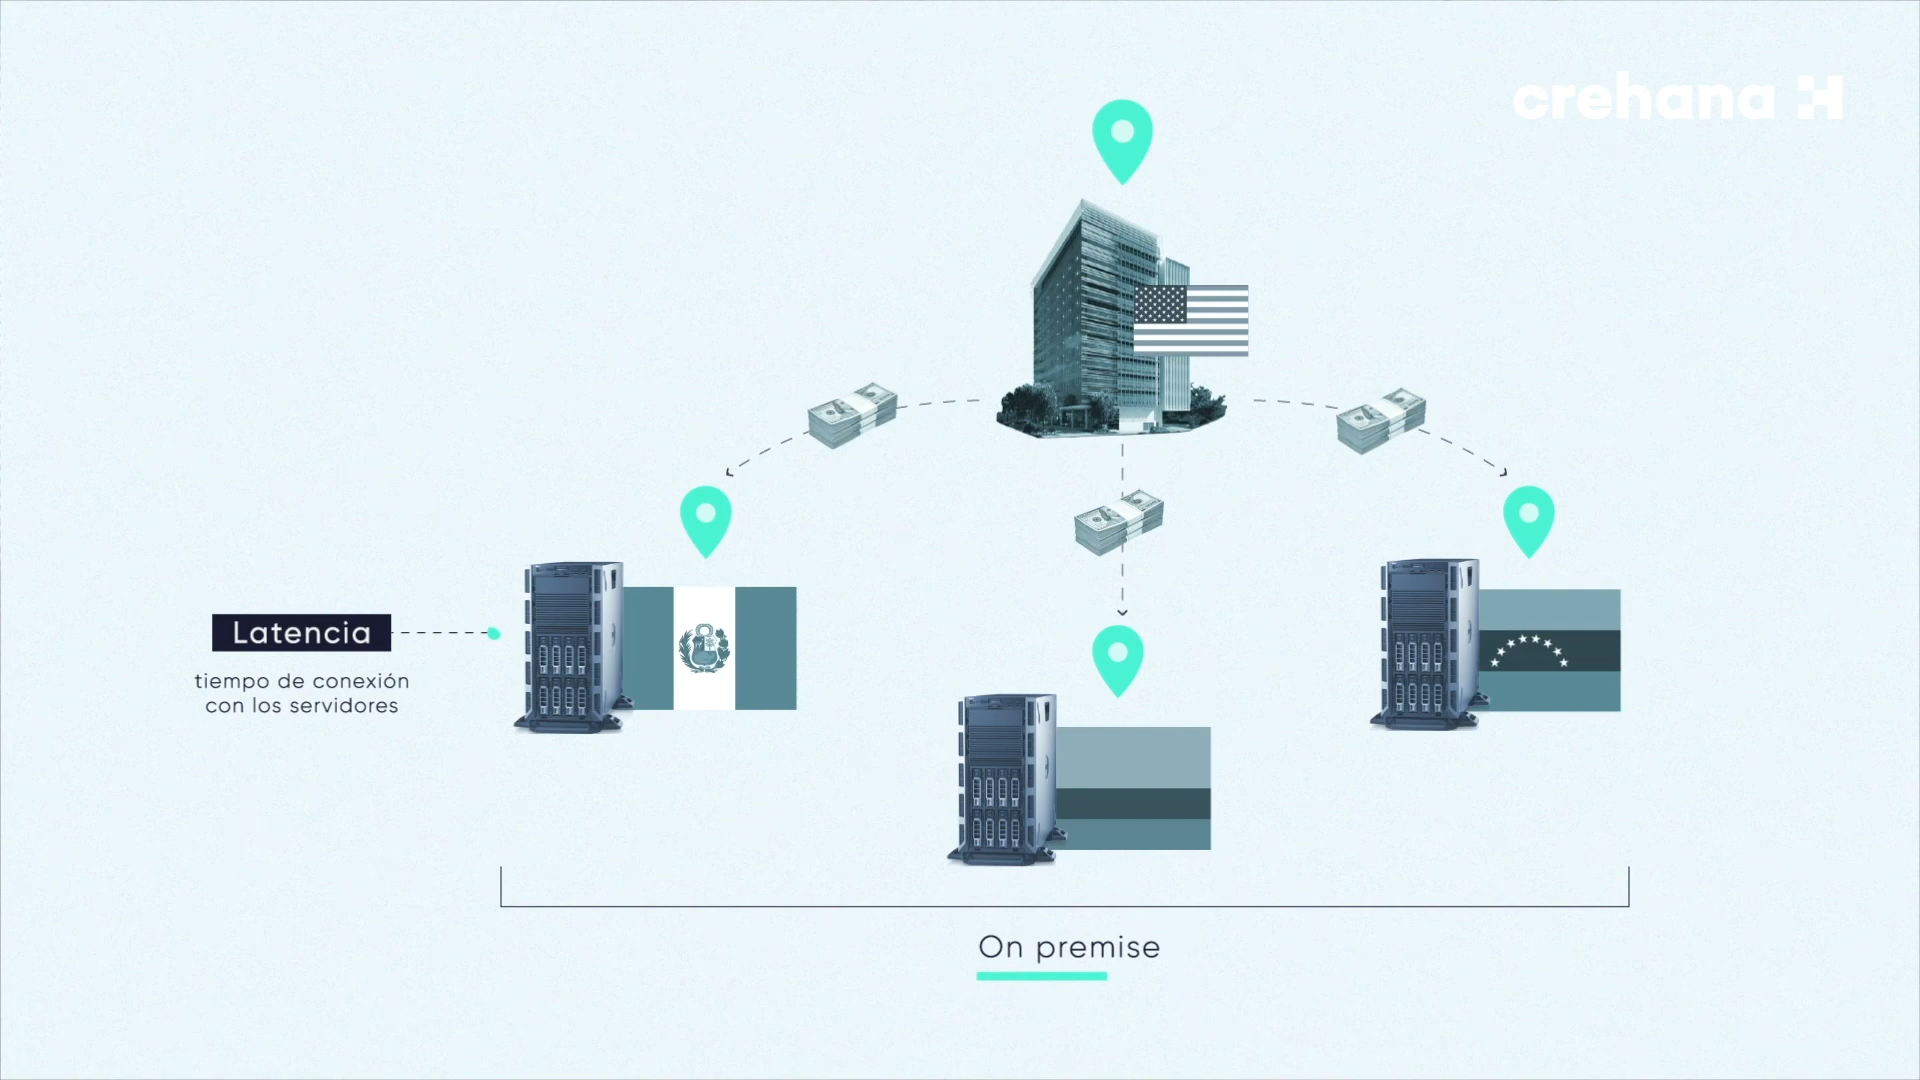 crehana
Latencia
tiempo de conexión
con los servidores
On premise